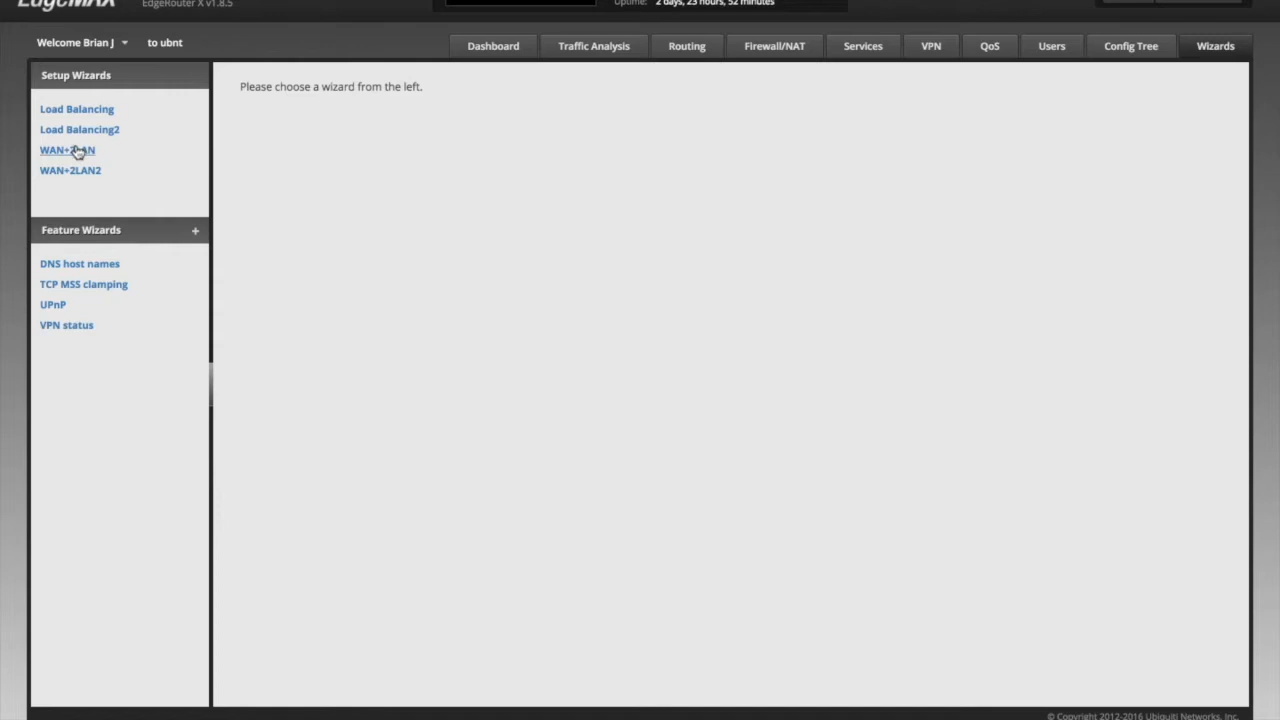 EdgeMAX EdgeRouter X v1.8.5 Uptime: 2 days, 23 hours, 52 minutes
Welcome Brian J to ubnt
Dashboard Traffic Analysis Routing Firewall/NAT Services VPN QoS Users Config Tree Wizards
Setup Wizards
Please choose a wizard from the left.
Load Balancing
Load Balancing2
WAN+2LAN
WAN+2LAN2
Feature Wizards +
DNS host names
TCP MSS clamping
UPnP
VPN status
© Copyright 2012-2016 Ubiquiti Networks, Inc.